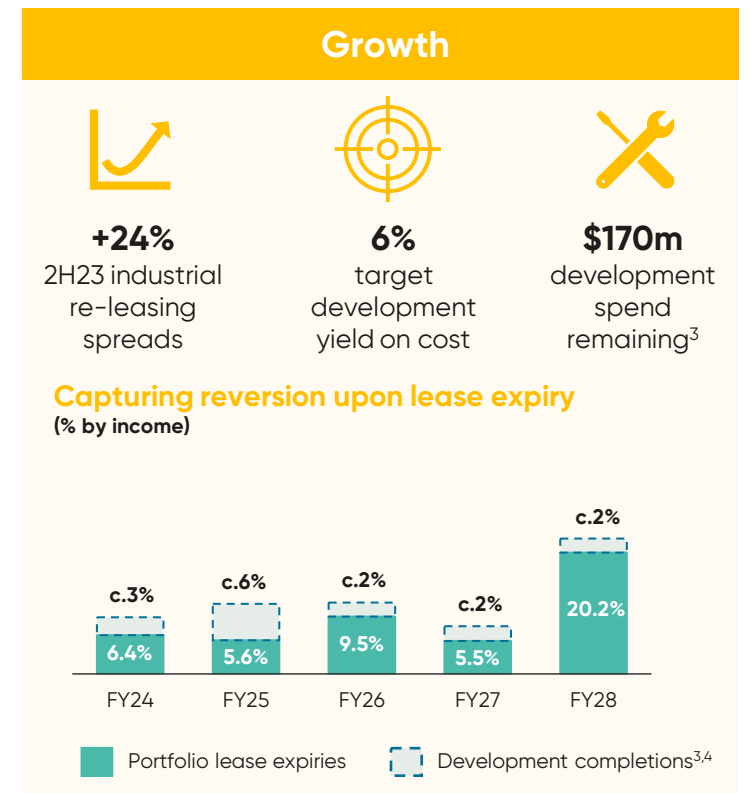 Growth
+24%
2H23 industrial
re-leasing
spreads
6%
target
development
yield on cost
$170m
development
spend
remaining3
Capturing reversion upon lease expiry
(% by income)
c.3%
c.6%
c.2%
c.2%
c.2%
6.4%
5.6%
9.5%
5.5%
20.2%
FY24
FY25
FY26
FY27
FY28
Portfolio lease expiries
Development completions3,4